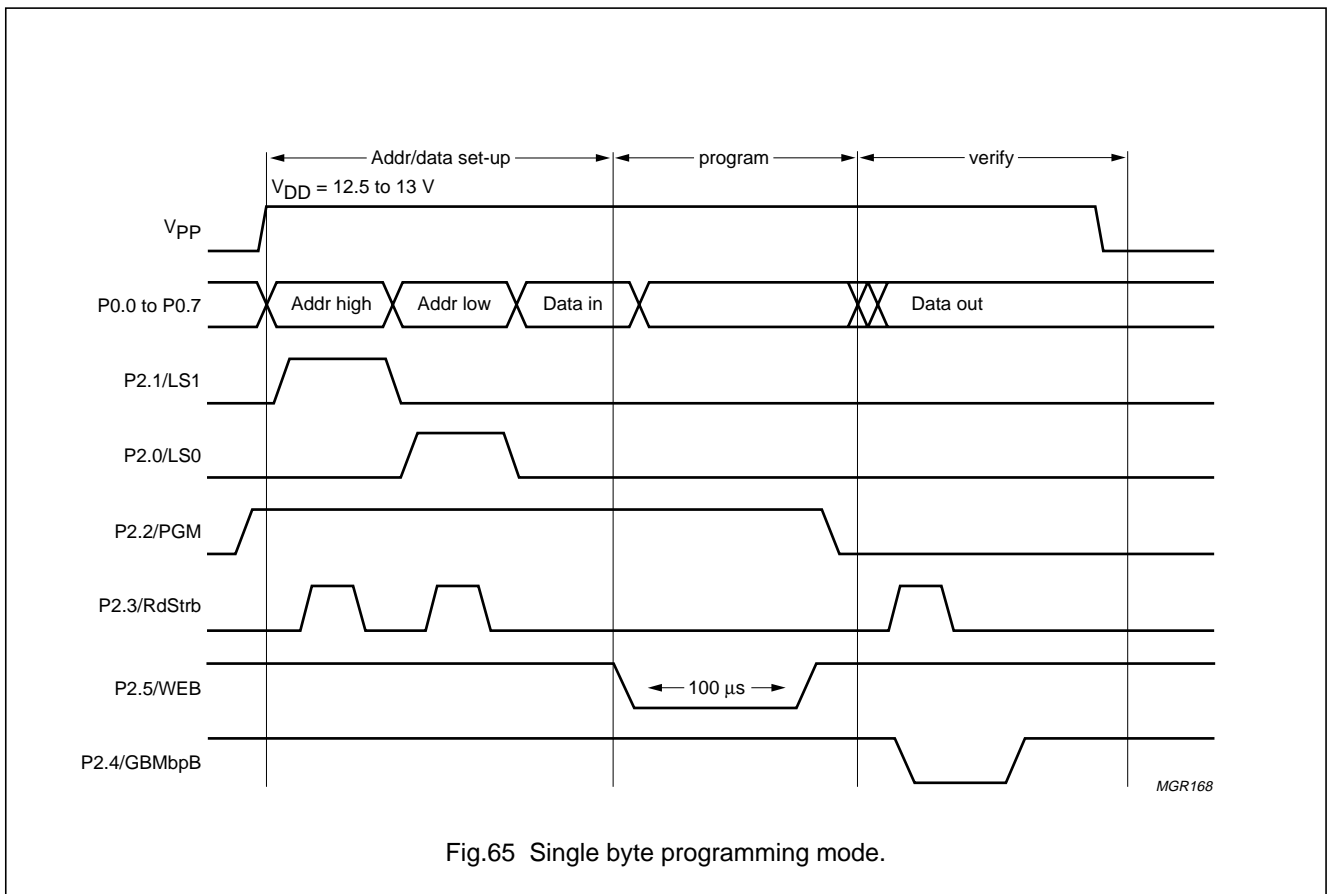 Addr/data set-up program verify
VDD = 12.5 to 13 V
VPP
P0.0 to P0.7 Addr high Addr low Data in Data out
P2.1/LS1
P2.0/LS0
P2.2/PGM
P2.3/RdStrb
P2.5/WEB 100 µs
P2.4/GBMbpB
MGR168
Fig.65 Single byte programming mode.